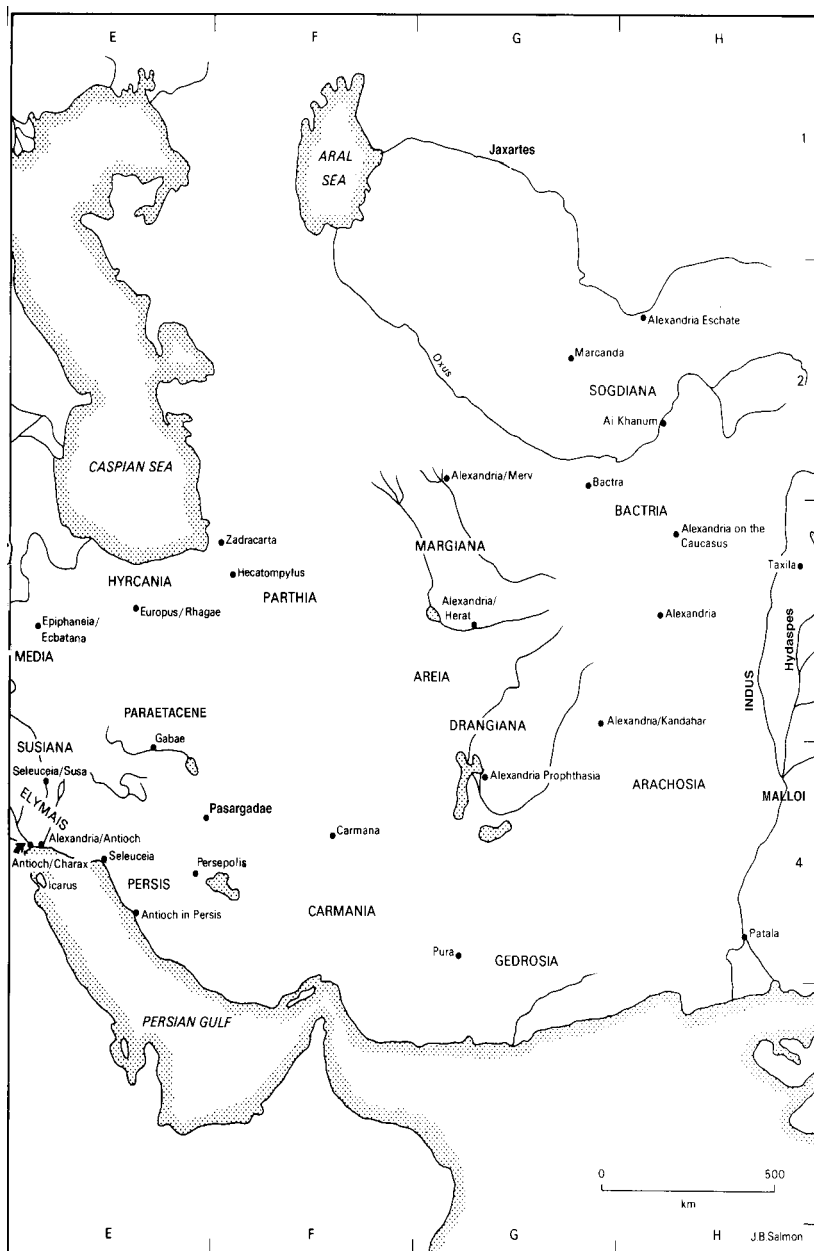 E
F
G
H
1
ARAL
SEA
Jaxartes
Alexandria Eschate
Marcanda
Oxus
SOGDIANA
2
Ai Khanum
CASPIAN SEA
Alexandria/Merv
Bactra
BACTRIA
Alexandria on the
Caucasus
Zadracarta
MARGIANA
Taxila
Hecatompylus
HYRCANIA
PARTHIA
Europus/Rhagae
Alexandria/
Herat
Alexandria
Epiphaneia/
Ecbatana
Hydaspes
MEDIA
AREIA
INDUS
PARAETACENE
DRANGIANA
Alexandria/Kandahar
Gabae
SUSIANA
Seleuceia/Susa
Alexandria Prophthasia
ARACHOSIA
MALLOI
ELYMAIS
Pasargadae
Carmana
Alexandria/Antioch
Antioch/Charax
Seleuceia
Persepolis
4
Icarus
PERSIS
Antioch in Persis
CARMANIA
Patala
Pura
GEDROSIA
PERSIAN GULF
0
500
km
E
F
G
H
J.B.Salmon